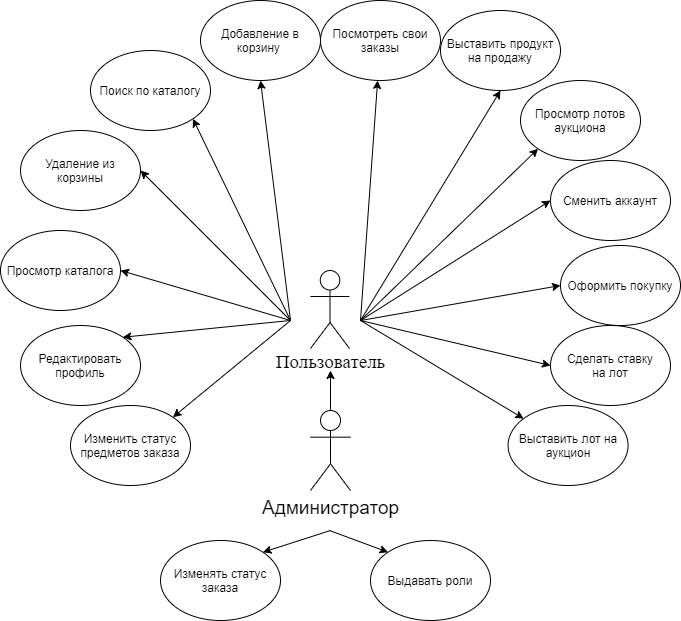 Добавление в
корзину
Посмотреть свои
заказы
Выставить продукт
на продажу
Поиск по каталогу
Просмотр лотов
аукциона
Удаление из
корзины
Сменить аккаунт
Просмотр каталога
Оформить покупку
Редактировать
профиль
Сделать ставку
на лот
Пользователь
Изменить статус
предметов заказа
Выставить лот на
аукцион
Администратор
Изменять статус
заказа
Выдавать роли